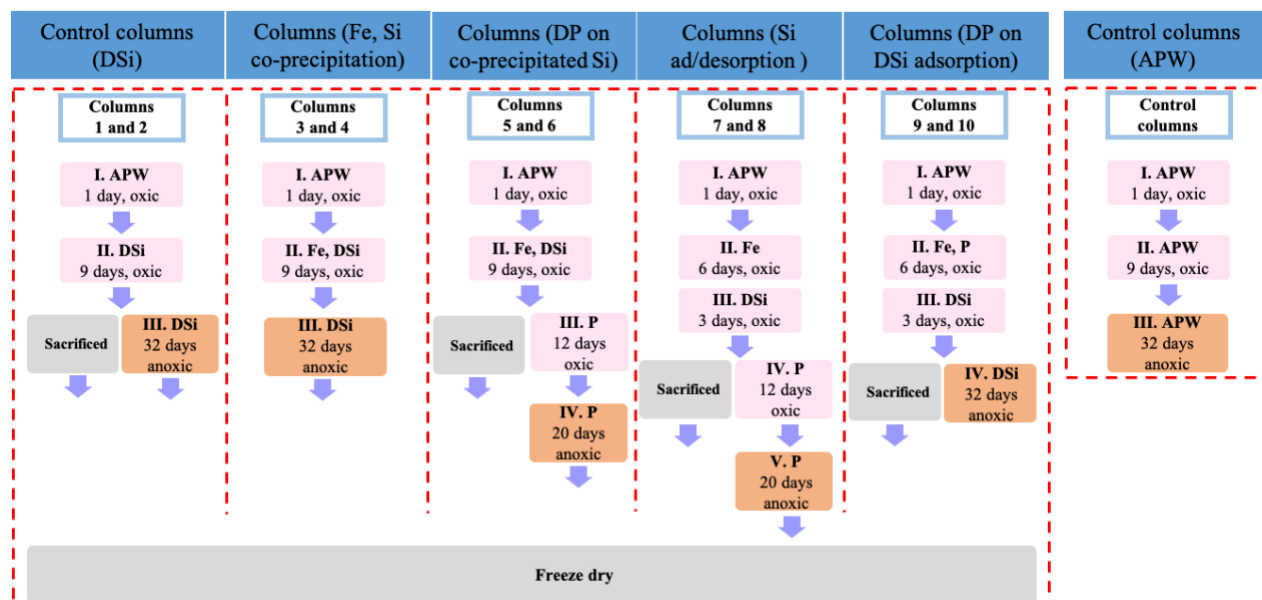 Control columns
(DSi)
Columns (Fe, Si
co-precipitation)
Columns (DP on
co-precipitated Si)
Columns (Si
ad/desorption )
Columns (DP on
DSi adsorption)
Control columns
(APW)
Columns
1 and 2
I. APW
1 day, oxic
II. DSi
9 days, oxic
Sacrificed
III. DSi
32 days
anoxic
Columns
3 and 4
I. APW
1 day, oxic
II. Fe, DSi
9 days, oxic
III. DSi
32 days
anoxic
Columns
5 and 6
I. APW
1 day, oxic
II. Fe, DSi
9 days, oxic
Sacrificed
III. P
12 days
oxic
IV. P
20 days
anoxic
Columns
7 and 8
I. APW
1 day, oxic
II. Fe
6 days, oxic
III. DSi
3 days, oxic
Sacrificed
IV. P
12 days
oxic
V. P
20 days
anoxic
Columns
9 and 10
I. APW
1 day, oxic
II. Fe, P
6 days, oxic
III. DSi
3 days, oxic
Sacrificed
IV. DSi
32 days
anoxic
Control
columns
I. APW
1 day, oxic
II. APW
9 days, oxic
III. APW
32 days
anoxic
Freeze dry